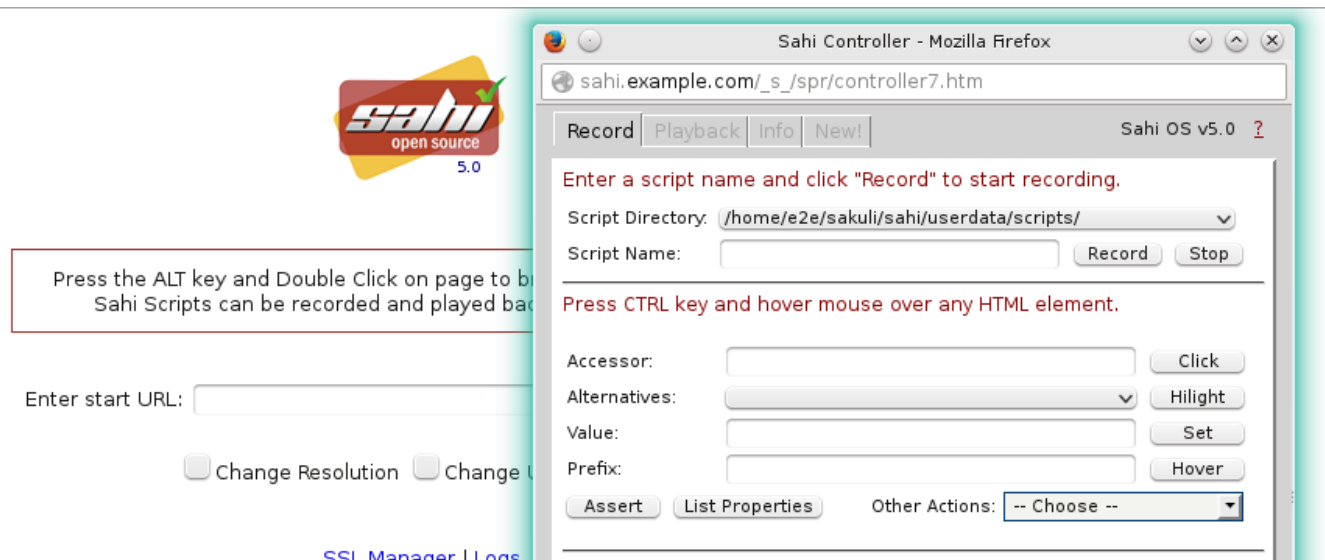 Sahi Controller - Mozilla Firefox
sahi.example.com/_s_/spr/controller7.htm
sahi
open source
5.0
Record Playback Info New! Sahi OS v5.0 ?
Enter a script name and click "Record" to start recording.
Script Directory: /home/e2e/sakuli/sahi/userdata/scripts/
Script Name: Record Stop
Press the ALT key and Double Click on page to
Sahi Scripts can be recorded and played
Press CTRL key and hover mouse over any HTML element.
Accessor: Click
Alternatives: Hilight
Enter start URL:
Value: Set
Prefix: Hover
Change Resolution Change
Assert List Properties Other Actions: -- Choose --
SSL Manager | Logs